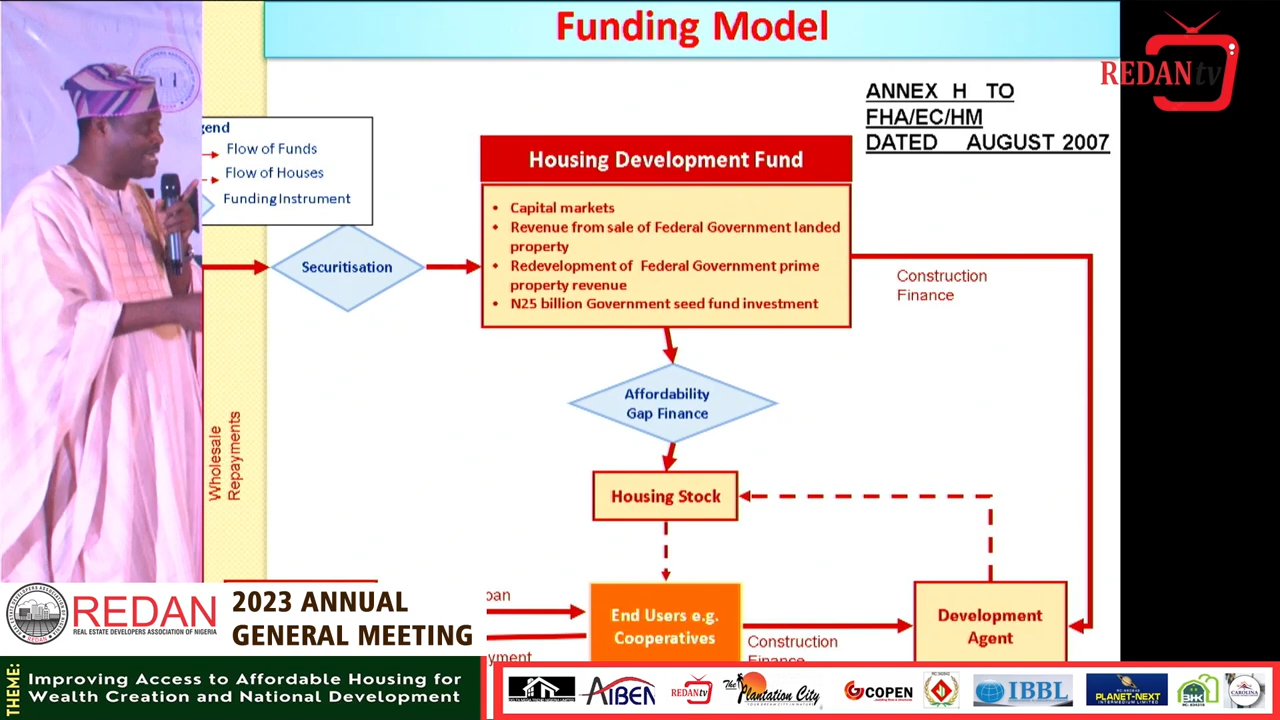 Funding Model
REDANtv
ANNEX H TO
FHA/EC/HM
DATED AUGUST 2007
gend
Flow of Funds
Flow of Houses
Funding Instrument
Housing Development Fund
• Capital markets
• Revenue from sale of Federal Government landed
property
• Redevelopment of Federal Government prime
property revenue
• N25 billion Government seed fund investment
Securitisation
Construction
Finance
Affordability
Gap Finance
Wholesale
Repayments
Housing Stock
oan
End Users e.g.
Cooperatives
yment
Construction
Finance
Development
Agent
REDAN
REAL ESTATE DEVELOPERS ASSOCIATION OF NIGERIA
2023 ANNUAL
GENERAL MEETING
THEME:
Improving Access to Affordable Housing for
Wealth Creation and National Development
AIBEN
REDANtv
The Plantation City
COPEN
IBBL
PLANET-NEXT
INTERMEDIUM LIMITED
BKK
CAROLINA